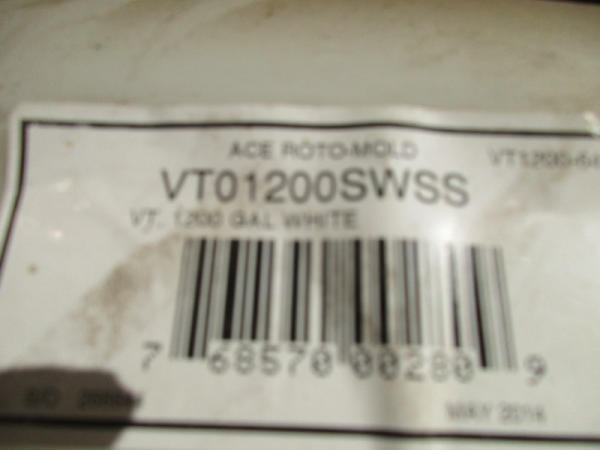 ACE ROTO-MOLD
VT01200SWSS
VT, 1200 GAL WHITE
7 68570 00280 9
MAY 2014